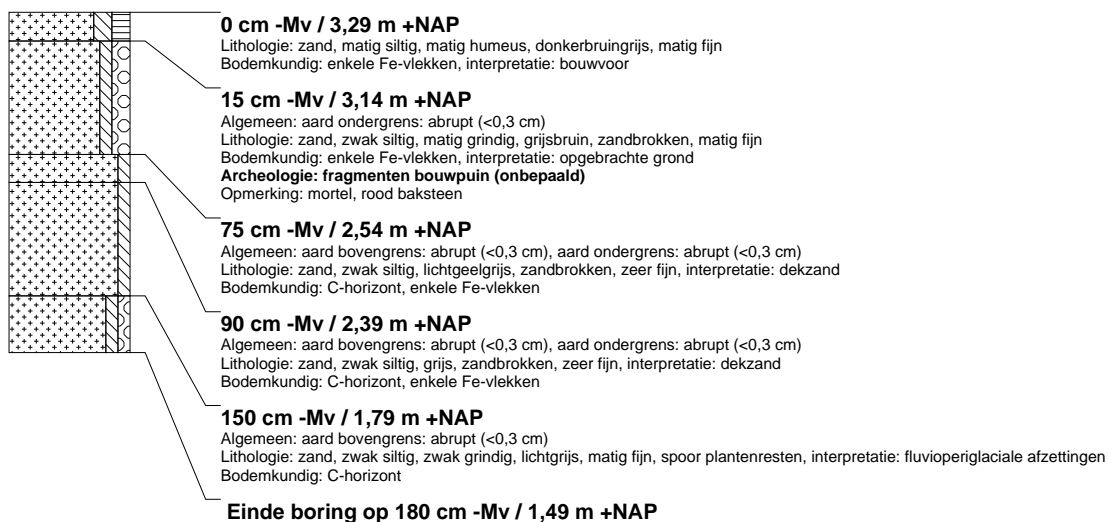 0 cm -Mv / 3,29 m +NAP
Lithologie: zand, matig siltig, matig humeus, donkerbruingrijs, matig fijn
Bodemkundig: enkele Fe-vlekken, interpretatie: bouwvoor
15 cm -Mv / 3,14 m +NAP
Algemeen: aard ondergrens: abrupt (<0,3 cm)
Lithologie: zand, zwak siltig, matig grindig, grijsbruin, zandbrokken, matig fijn
Bodemkundig: enkele Fe-vlekken, interpretatie: opgebrachte grond
Archeologie: fragmenten bouwpuin (onbepaald)
Opmerking: mortel, rood baksteen
75 cm -Mv / 2,54 m +NAP
Algemeen: aard bovengrens: abrupt (<0,3 cm), aard ondergrens: abrupt (<0,3 cm)
Lithologie: zand, zwak siltig, lichtgeelgrijs, zandbrokken, zeer fijn, interpretatie: dekzand
Bodemkundig: C-horizont, enkele Fe-vlekken
90 cm -Mv / 2,39 m +NAP
Algemeen: aard bovengrens: abrupt (<0,3 cm), aard ondergrens: abrupt (<0,3 cm)
Lithologie: zand, zwak siltig, grijs, zandbrokken, zeer fijn, interpretatie: dekzand
Bodemkundig: C-horizont, enkele Fe-vlekken
150 cm -Mv / 1,79 m +NAP
Algemeen: aard bovengrens: abrupt (<0,3 cm)
Lithologie: zand, zwak siltig, zwak grindig, lichtgrijs, matig fijn, spoor plantenresten, interpretatie: fluvioperiglaciale afzettingen
Bodemkundig: C-horizont
Einde boring op 180 cm -Mv / 1,49 m +NAP